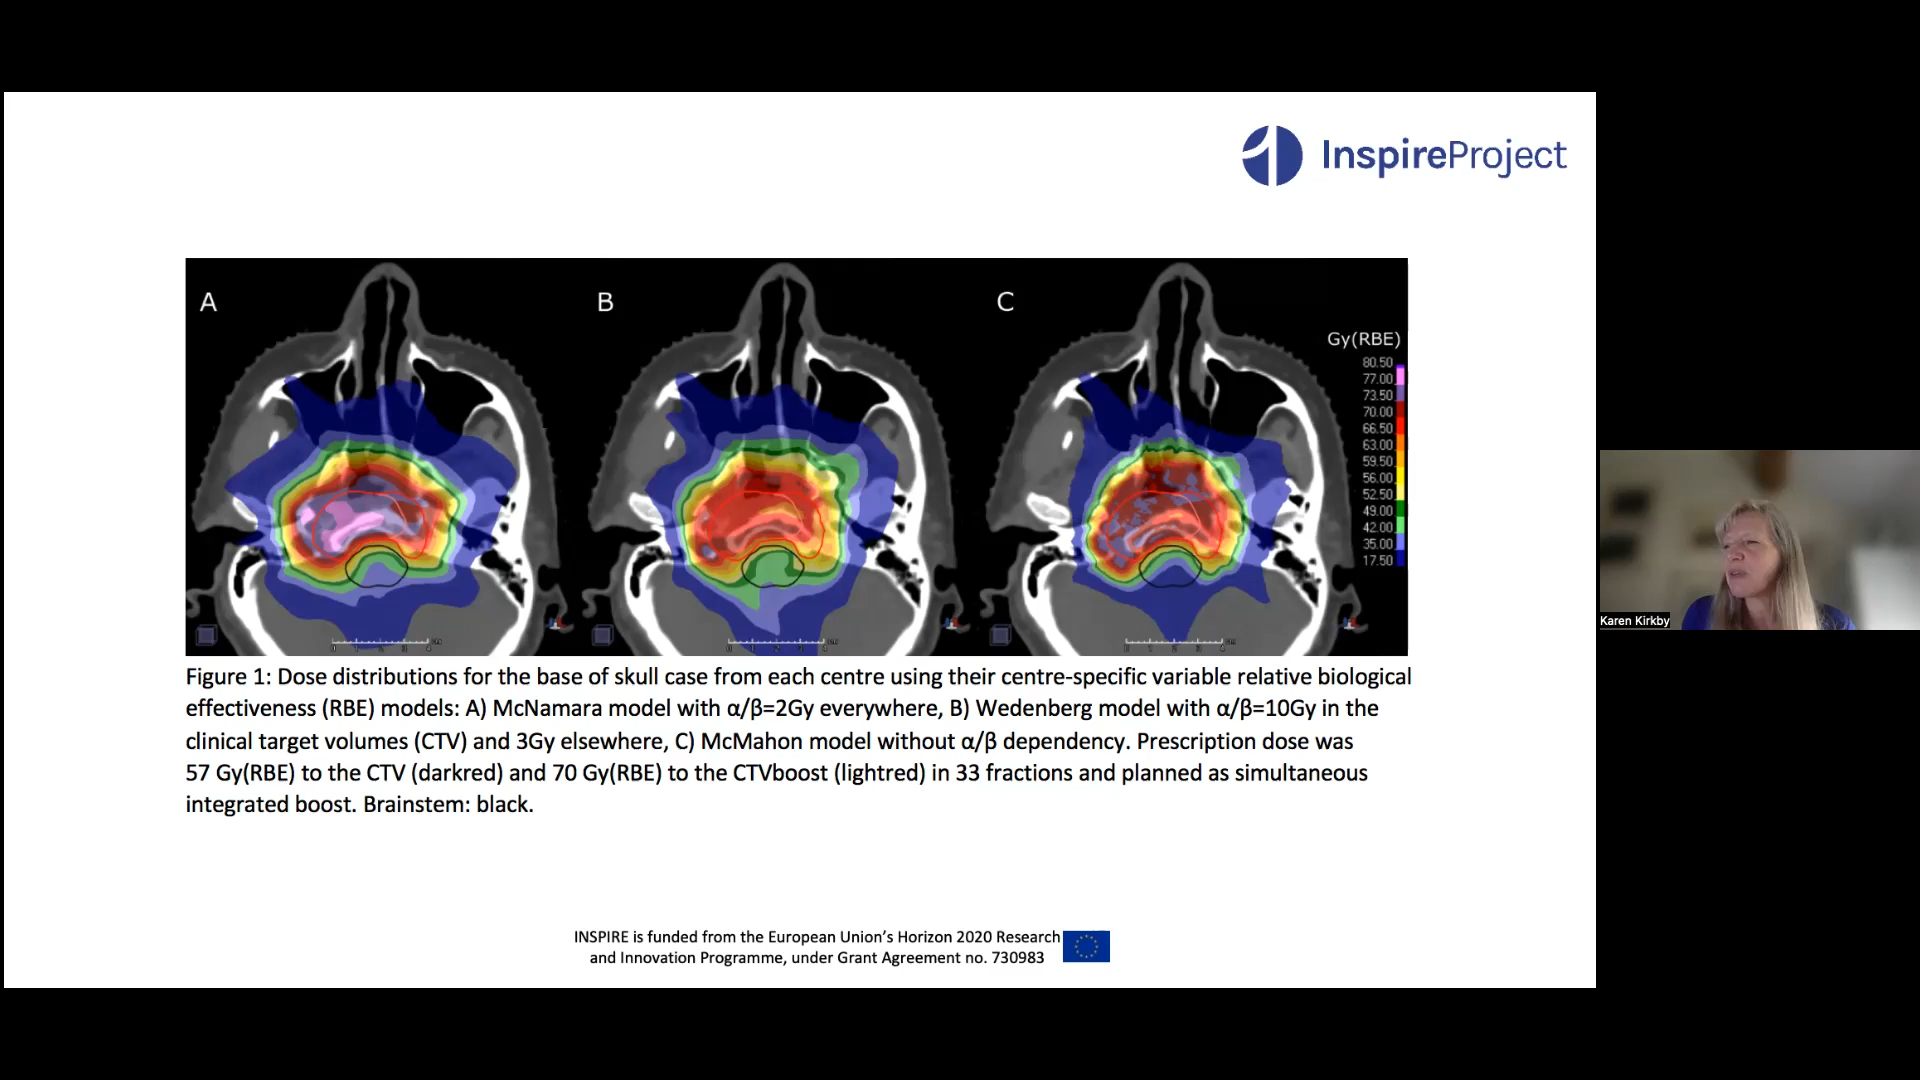 InspireProject
A
B
C
Gy(RBE)
80.50
77.00
73.50
70.00
66.50
63.00
59.50
56.00
52.50
49.00
42.00
35.00
17.50
Figure 1: Dose distributions for the base of skull case from each centre using their centre-specific variable relative biological
effectiveness (RBE) models: A) McNamara model with α/β=2Gy everywhere, B) Wedenberg model with α/β=10Gy in the
clinical target volumes (CTV) and 3Gy elsewhere, C) McMahon model without α/β dependency. Prescription dose was
57 Gy(RBE) to the CTV (darkred) and 70 Gy(RBE) to the CTVboost (lightred) in 33 fractions and planned as simultaneous
integrated boost. Brainstem: black.
Karen Kirkby
INSPIRE is funded from the European Union's Horizon 2020 Research
and Innovation Programme, under Grant Agreement no. 730983